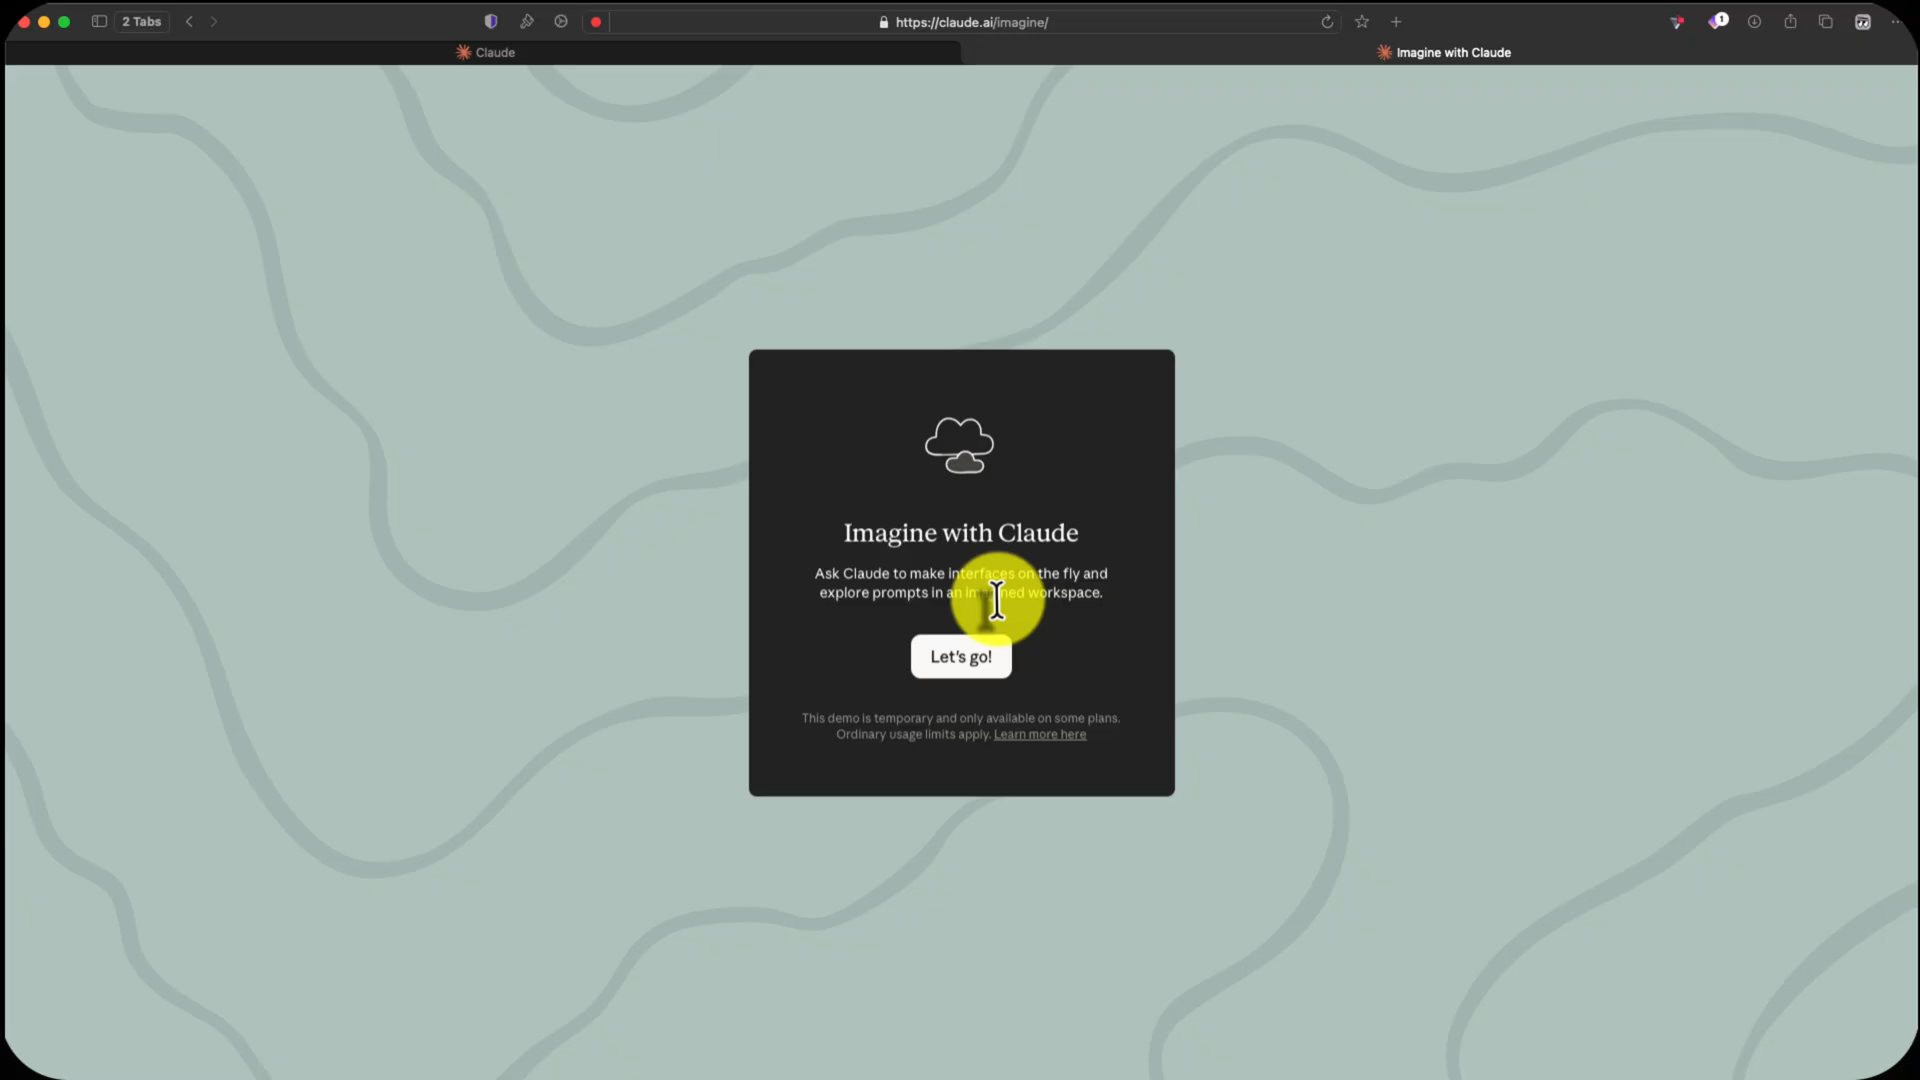 2 Tabs
https://claude.ai/imagine/
1
Claude
Imagine with Claude
Imagine with Claude
Ask Claude to make interfaces on the fly and
explore prompts in an imagined workspace.
Let's go!
This demo is temporary and only available on some plans.
Ordinary usage limits apply. Learn more here